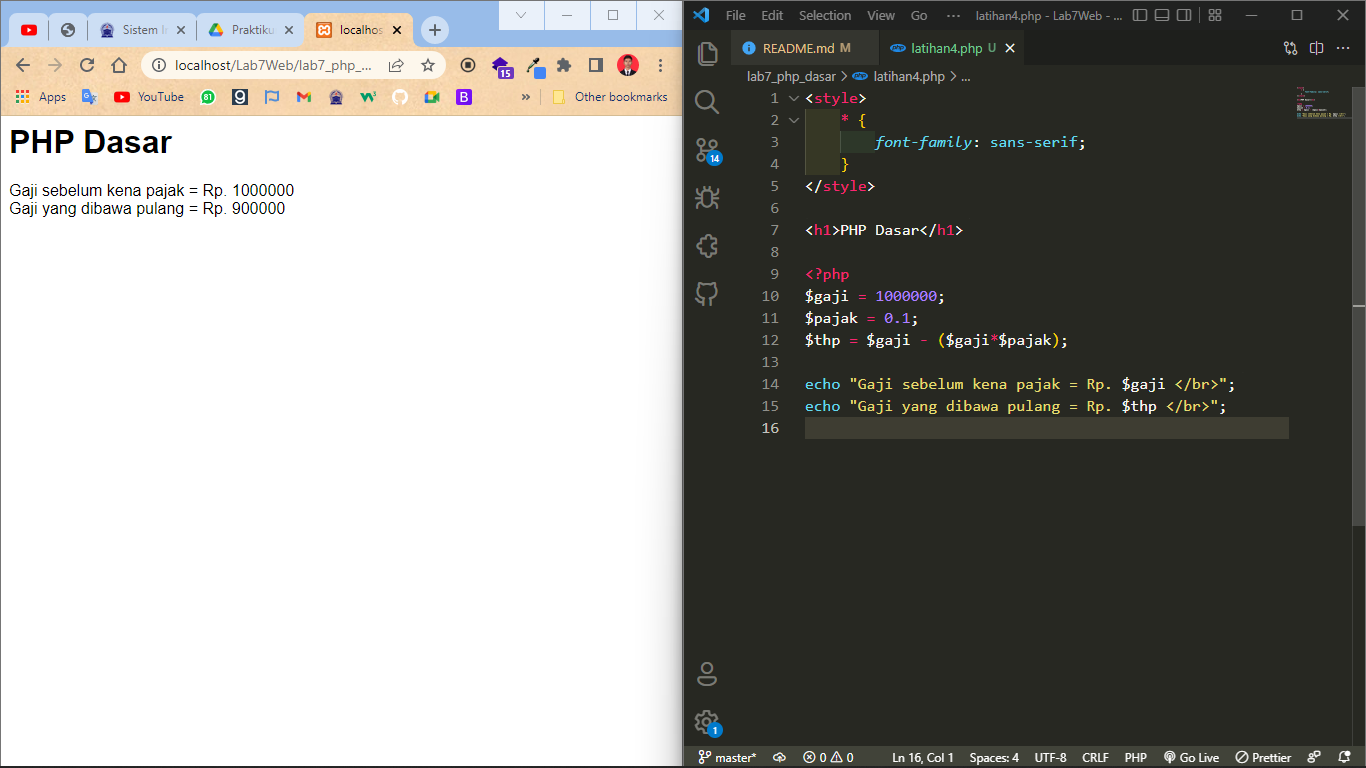 Sistem I
Praktiku
localhos
localhost/Lab7Web/lab7_php_...
15
Apps
YouTube
81
Other bookmarks
PHP Dasar
Gaji sebelum kena pajak = Rp. 1000000
Gaji yang dibawa pulang = Rp. 900000
File Edit Selection View Go ··· latihan4.php - Lab7Web - ...
README.md M
php latihan4.php U
lab7_php_dasar > latihan4.php > ...
14
1 <style>
2     * {
3         font-family: sans-serif;
4     }
5 </style>
6
7 <h1>PHP Dasar</h1>
8
9 <?php
10 $gaji = 1000000;
11 $pajak = 0.1;
12 $thp = $gaji - ($gaji*$pajak);
13
14 echo "Gaji sebelum kena pajak = Rp. $gaji </br>";
15 echo "Gaji yang dibawa pulang = Rp. $thp </br>";
16
1
master* 0 0 Ln 16, Col 1 Spaces: 4 UTF-8 CRLF PHP Go Live Prettier